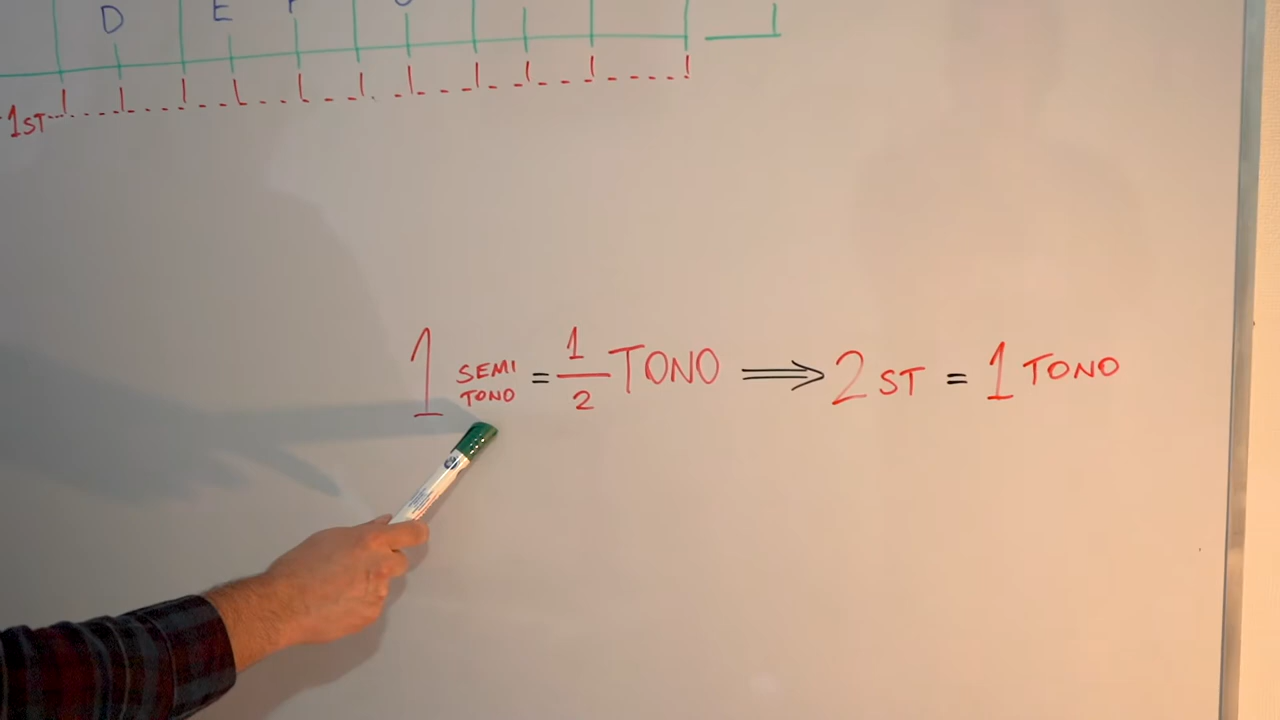 D E
1ST
1 SEMI TONO = 1/2 TONO ⟹ 2 ST = 1 TONO